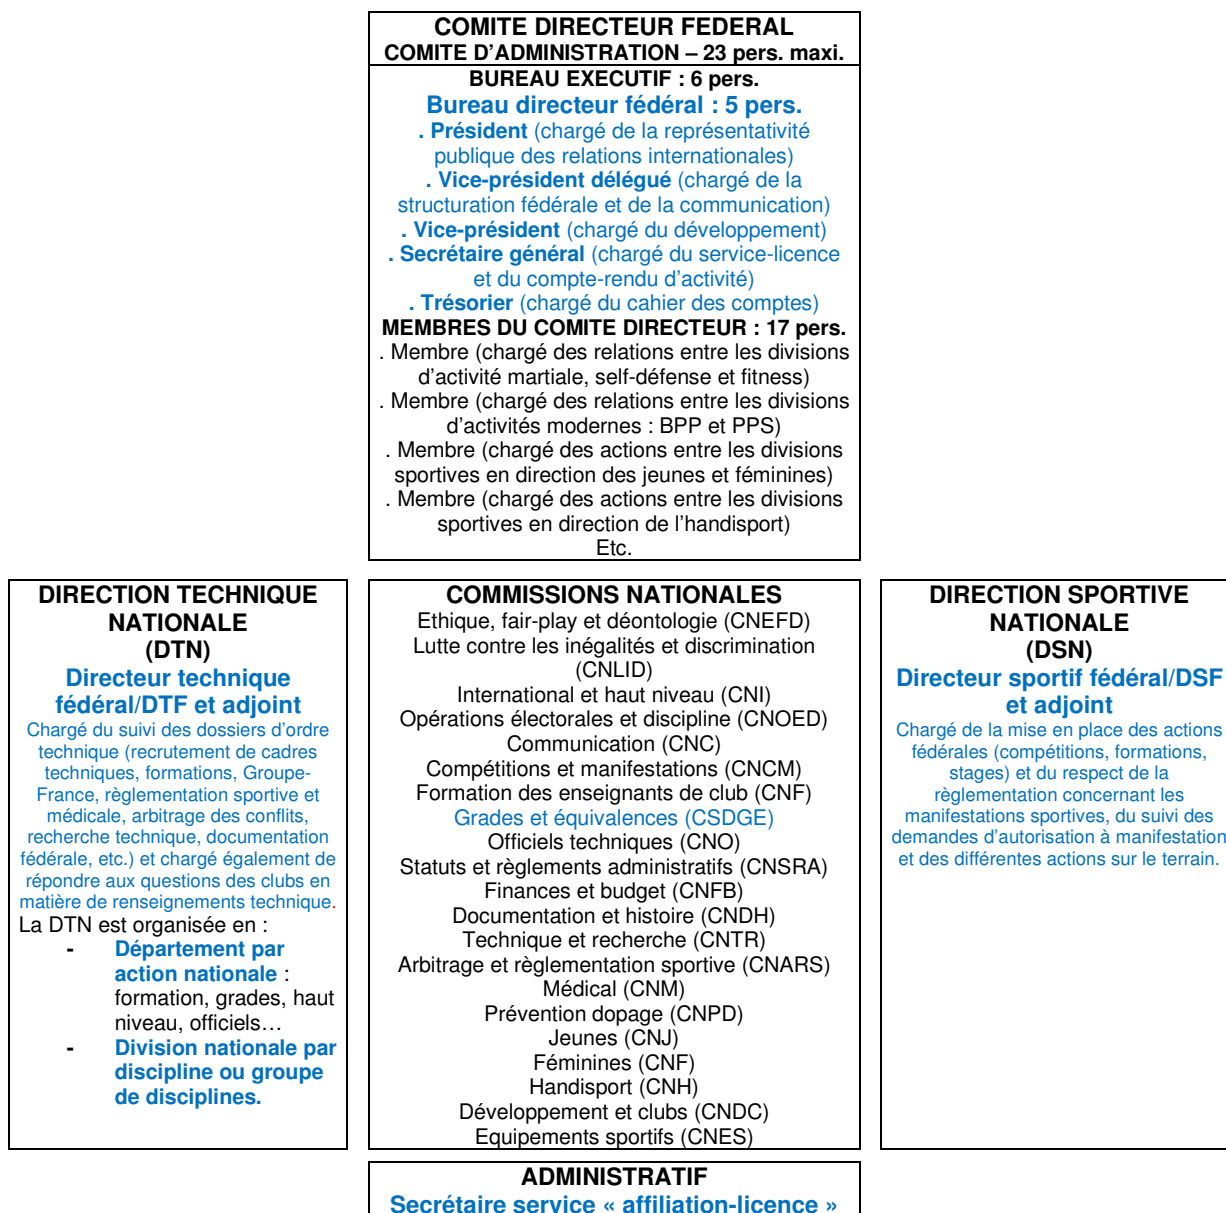 COMITE DIRECTEUR FEDERAL
COMITE D'ADMINISTRATION – 23 pers. maxi.
BUREAU EXECUTIF : 6 pers.
Bureau directeur fédéral : 5 pers.
. Président (chargé de la représentativité
publique des relations internationales)
. Vice-président délégué (chargé de la
structuration fédérale et de la communication)
. Vice-président (chargé du développement)
. Secrétaire général (chargé du service-licence
et du compte-rendu d'activité)
. Trésorier (chargé du cahier des comptes)
MEMBRES DU COMITE DIRECTEUR : 17 pers.
. Membre (chargé des relations entre les divisions
d'activité martiale, self-défense et fitness)
. Membre (chargé des relations entre les divisions
d'activités modernes : BPP et PPS)
. Membre (chargé des actions entre les divisions
sportives en direction des jeunes et féminines)
. Membre (chargé des actions entre les divisions
sportives en direction de l'handisport)
Etc.
DIRECTION TECHNIQUE
NATIONALE
(DTN)
Directeur technique
fédéral/DTF et adjoint
Chargé du suivi des dossiers d'ordre
technique (recrutement de cadres
techniques, formations, Groupe-
France, règlementation sportive et
médicale, arbitrage des conflits,
recherche technique, documentation
fédérale, etc.) et chargé également de
répondre aux questions des clubs en
matière de renseignements technique.
La DTN est organisée en :
- Département par
action nationale :
formation, grades, haut
niveau, officiels…
- Division nationale par
discipline ou groupe
de disciplines.
COMMISSIONS NATIONALES
Ethique, fair-play et déontologie (CNEFD)
Lutte contre les inégalités et discrimination
(CNLID)
International et haut niveau (CNI)
Opérations électorales et discipline (CNOED)
Communication (CNC)
Compétitions et manifestations (CNCM)
Formation des enseignants de club (CNF)
Grades et équivalences (CSDGE)
Officiels techniques (CNO)
Statuts et règlements administratifs (CNSRA)
Finances et budget (CNFB)
Documentation et histoire (CNDH)
Technique et recherche (CNTR)
Arbitrage et règlementation sportive (CNARS)
Médical (CNM)
Prévention dopage (CNPD)
Jeunes (CNJ)
Féminines (CNF)
Handisport (CNH)
Développement et clubs (CNDC)
Equipements sportifs (CNES)
DIRECTION SPORTIVE
NATIONALE
(DSN)
Directeur sportif fédéral/DSF
et adjoint
Chargé de la mise en place des actions
fédérales (compétitions, formations,
stages) et du respect de la
règlementation concernant les
manifestations sportives, du suivi des
demandes d'autorisation à manifestation
et des différentes actions sur le terrain.
ADMINISTRATIF
Secrétaire service « affiliation-licence »